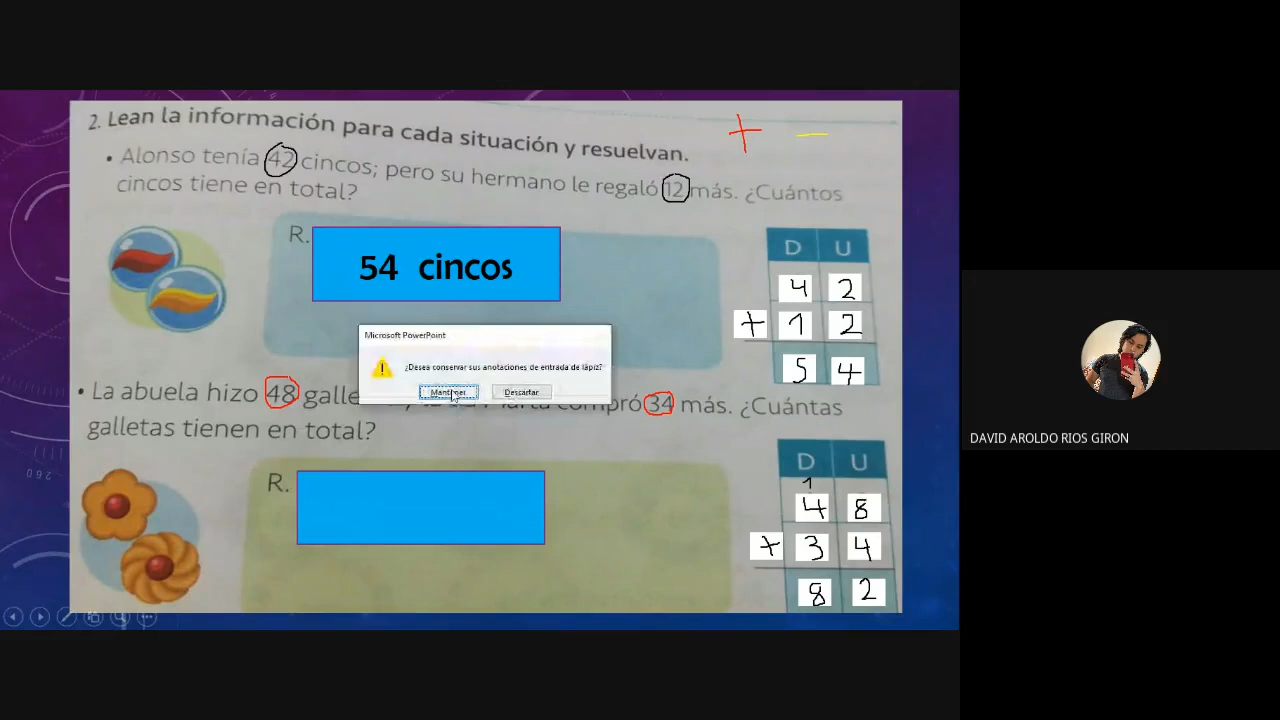 2. Lean la información para cada situación y resuelvan.
+ −
• Alonso tenía 42 cincos; pero su hermano le regaló 12 más. ¿Cuántos
cincos tiene en total?
R.
54 cincos
D U
4 2
+ 1 2
5 4
Microsoft PowerPoint
¿Desea conservar sus anotaciones de entrada de lápiz?
Mantener Descartar
• La abuela hizo 48 compró 34 más. ¿Cuántas
galletas tienen en total?
R.
D U
1
4 8
+ 3 4
8 2
260
DAVID AROLDO RIOS GIRON